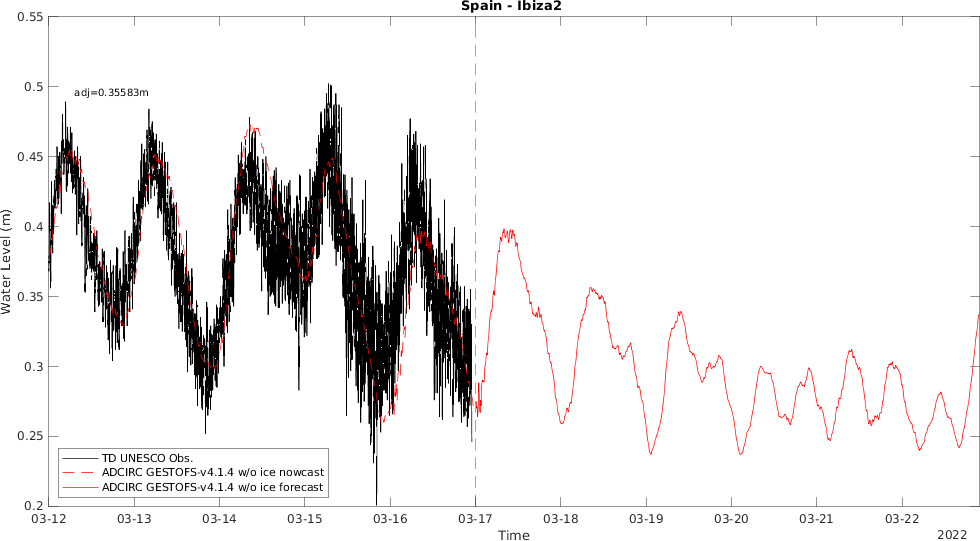 Spain - Ibiza2
adj=0.35583m
0.55
0.5
0.45
0.4
0.35
0.3
0.25
0.2
Water Level (m)
TD UNESCO Obs.
ADCIRC GESTOFS-v4.1.4 w/o ice nowcast
ADCIRC GESTOFS-v4.1.4 w/o ice forecast
03-12 03-13 03-14 03-15 03-16 03-17 03-18 03-19 03-20 03-21 03-22
Time
2022